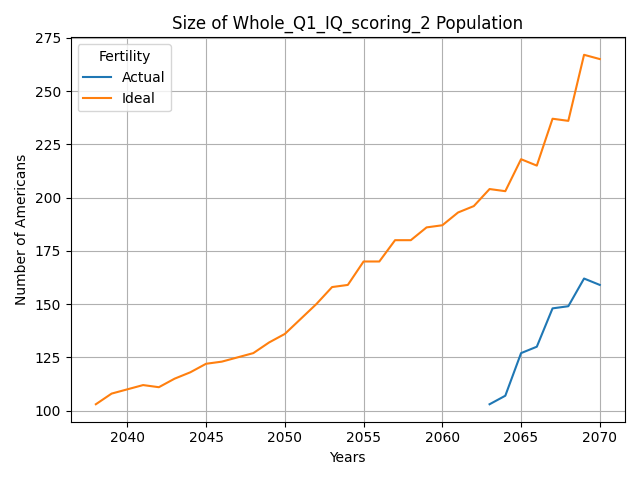 Size of Whole_Q1_IQ_scoring_2 Population
Fertility
Actual
Ideal
Number of Americans
275
250
225
200
175
150
125
100
2040
2045
2050
2055
2060
2065
2070
Years